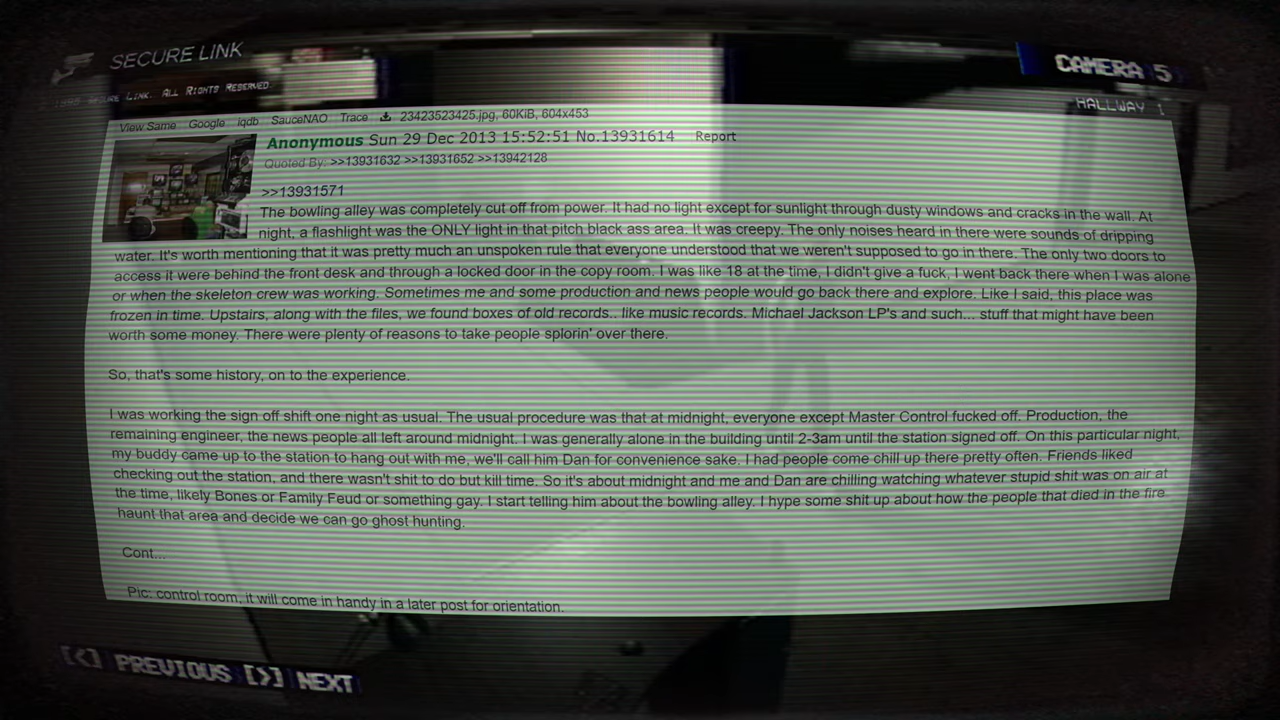 SECURE LINK
1995 SECURE LINK. ALL RIGHTS RESERVED.
CAMERA 5
HALLWAY 1
View Same Google iqdb SauceNAO Trace 23423523425.jpg, 60KiB, 604x453
Anonymous Sun 29 Dec 2013 15:52:51 No.13931614 Report
Quoted By: >>13931632 >>13931652 >>13942128
>>13931571
The bowling alley was completely cut off from power. It had no light except for sunlight through dusty windows and cracks in the wall. At
night, a flashlight was the ONLY light in that pitch black ass area. It was creepy. The only noises heard in there were sounds of dripping
water. It's worth mentioning that it was pretty much an unspoken rule that everyone understood that we weren't supposed to go in there. The only two doors to
access it were behind the front desk and through a locked door in the copy room. I was like 18 at the time, I didn't give a fuck, I went back there when I was alone
or when the skeleton crew was working. Sometimes me and some production and news people would go back there and explore. Like I said, this place was
frozen in time. Upstairs, along with the files, we found boxes of old records.. like music records. Michael Jackson LP's and such... stuff that might have been
worth some money. There were plenty of reasons to take people splorin' over there.
So, that's some history, on to the experience.
I was working the sign off shift one night as usual. The usual procedure was that at midnight, everyone except Master Control fucked off. Production, the
remaining engineer, the news people all left around midnight. I was generally alone in the building until 2-3am until the station signed off. On this particular night,
my buddy came up to the station to hang out with me, we'll call him Dan for convenience sake. I had people come chill up there pretty often. Friends liked
checking out the station, and there wasn't shit to do but kill time. So it's about midnight and me and Dan are chilling watching whatever stupid shit was on air at
the time, likely Bones or Family Feud or something gay. I start telling him about the bowling alley. I hype some shit up about how the people that died in the fire
haunt that area and decide we can go ghost hunting.
Cont...
Pic: control room, it will come in handy in a later post for orientation.
[<] PREVIOUS [>] NEXT